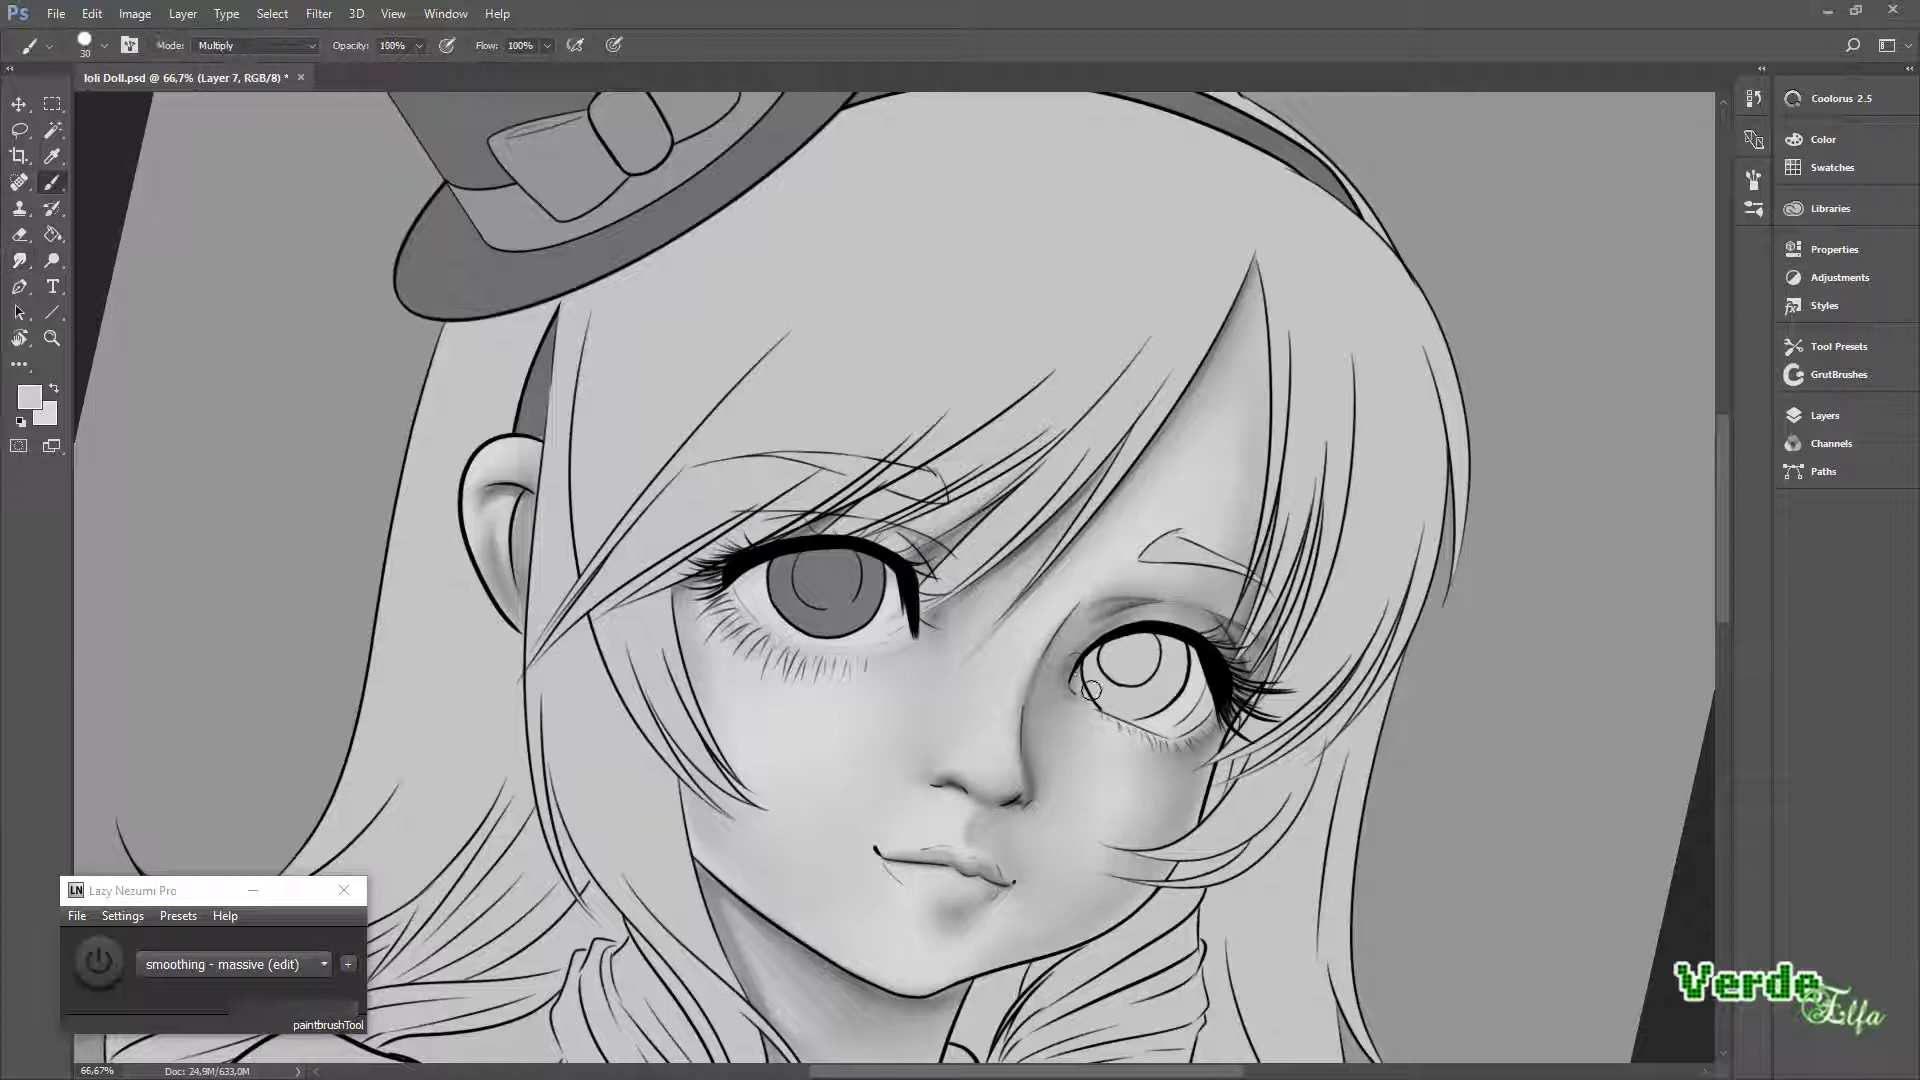 Ps File Edit Image Layer Type Select Filter 3D View Window Help
30 Mode: Multiply Opacity: 100% Flow: 100%
loli Doll.psd @ 66,7% (Layer 7, RGB/8) *
Coolorus 2.5
Color
Swatches
Libraries
Properties
Adjustments
Styles
Tool Presets
GrutBrushes
Layers
Channels
Paths
LN Lazy Nezumi Pro
File Settings Presets Help
smoothing - massive (edit)
+
paintbrushTool
Verde
Elfa
66,67% Doc: 24,9M/633,0M